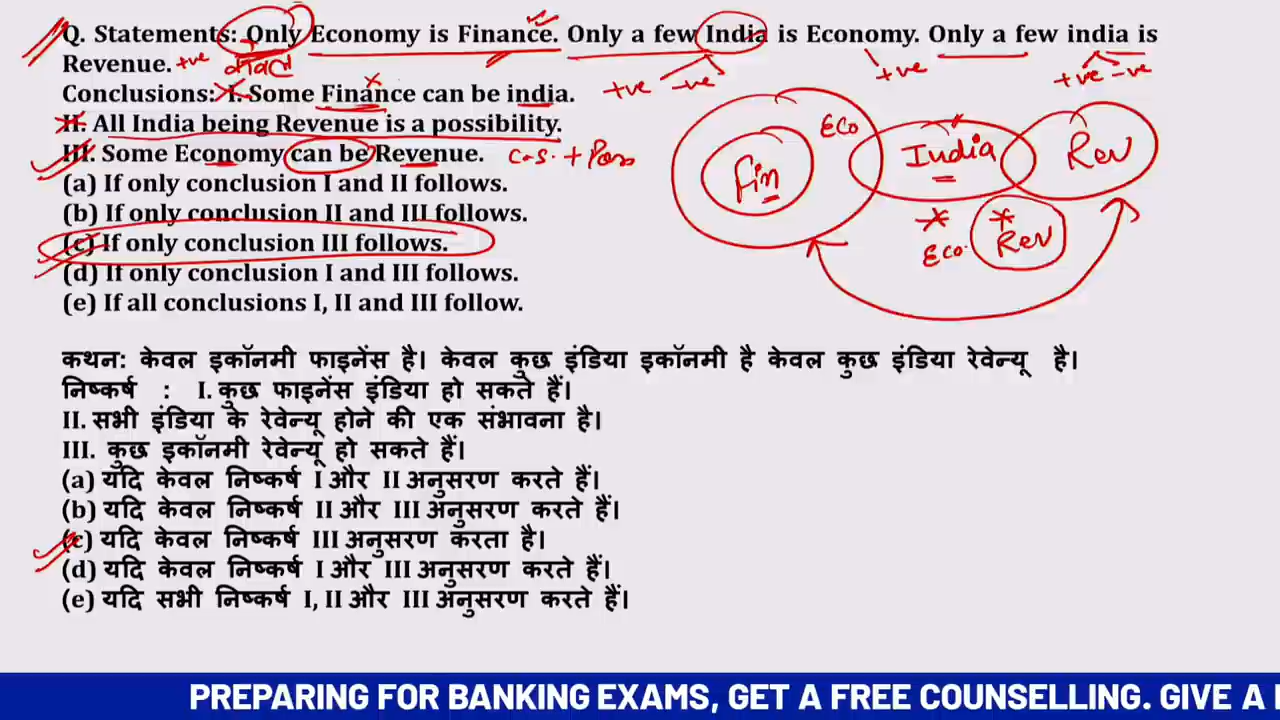 Q. Statements: Only Economy is Finance. Only a few India is Economy. Only a few india is
Revenue. +ve
+ve -ve
+ve
+ve -ve
Conclusions: I. Some Finance can be india.
II. All India being Revenue is a possibility.
III. Some Economy can be Revenue. C.S. + Poss
(a) If only conclusion I and II follows.
(b) If only conclusion II and III follows.
(c) If only conclusion III follows.
(d) If only conclusion I and III follows.
(e) If all conclusions I, II and III follow.
Eco
Fin
India
Rev
Eco.
Rev
कथन: केवल इकॉनमी फाइनेंस है। केवल कुछ इंडिया इकॉनमी है केवल कुछ इंडिया रेवेन्यू है।
निष्कर्ष : I. कुछ फाइनेंस इंडिया हो सकते हैं।
II. सभी इंडिया के रेवेन्यू होने की एक संभावना है।
III. कुछ इकॉनमी रेवेन्यू हो सकते हैं।
(a) यदि केवल निष्कर्ष I और II अनुसरण करते हैं।
(b) यदि केवल निष्कर्ष II और III अनुसरण करते हैं।
(c) यदि केवल निष्कर्ष III अनुसरण करता है।
(d) यदि केवल निष्कर्ष I और III अनुसरण करते हैं।
(e) यदि सभी निष्कर्ष I, II और III अनुसरण करते हैं।
PREPARING FOR BANKING EXAMS, GET A FREE COUNSELLING. GIVE A